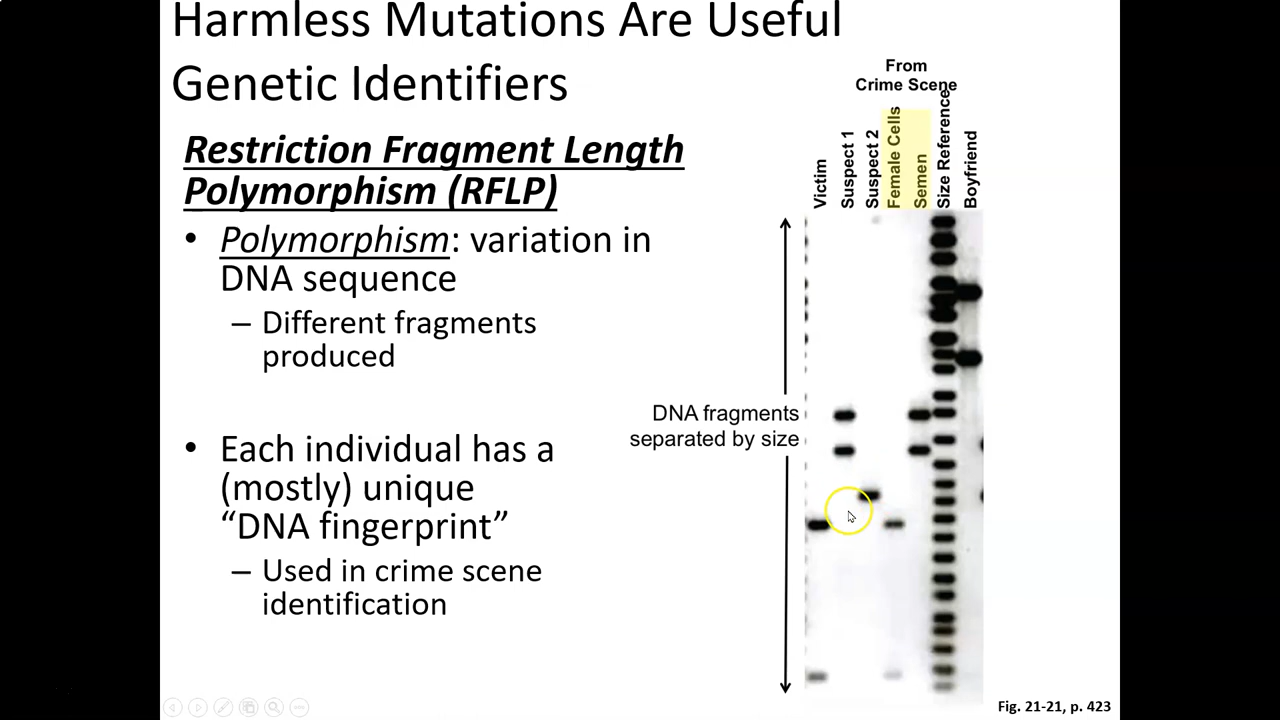 Harmless Mutations Are Useful
Genetic Identifiers
Restriction Fragment Length
Polymorphism (RFLP)
• Polymorphism: variation in
DNA sequence
– Different fragments
produced
• Each individual has a
(mostly) unique
“DNA fingerprint”
– Used in crime scene
identification
From
Crime Scene
Victim
Suspect 1
Suspect 2
Female Cells
Semen
Size Reference
Boyfriend
DNA fragments
separated by size
Fig. 21-21, p. 423